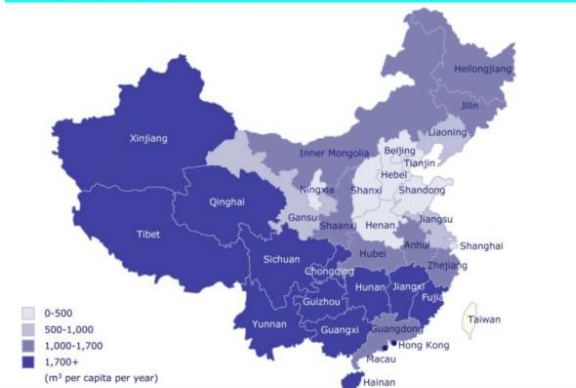 Heilongjiang
Jilin
Liaoning
Xinjiang
Inner Mongolia
Beijing
Tianjin
Hebei
Ningxia
Shanxi
Shandong
Qinghai
Gansu
Shaanxi
Henan
Jiangsu
Tibet
Anhui
Shanghai
Hubei
Sichuan
Chongqing
Zhejiang
Hunan
Jiangxi
Fujia
Guizhou
Yunnan
Guangxi
Guangdong
Taiwan
Hong Kong
Macau
Hainan
0-500
500-1,000
1,000-1,700
1,700+
(m³ per capita per year)